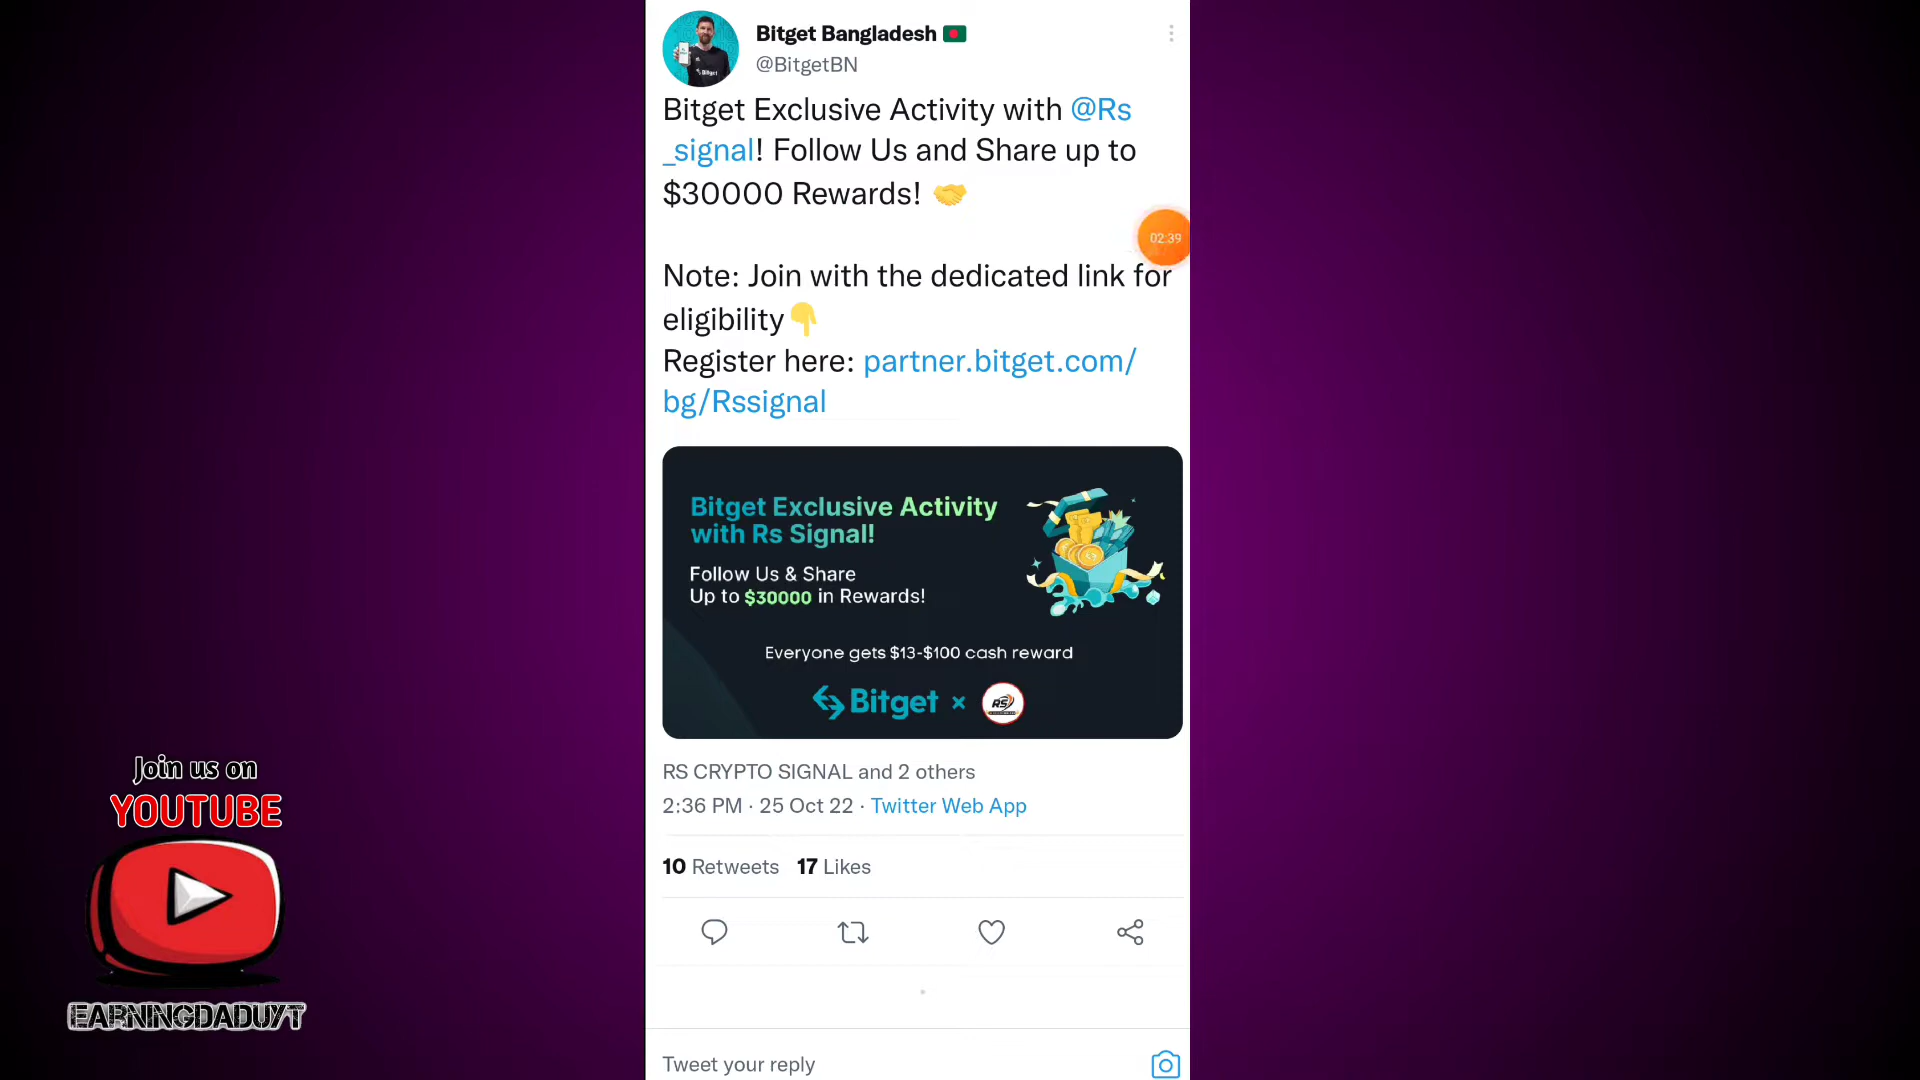 Bitget Bangladesh
@BitgetBN
Bitget Exclusive Activity with @Rs
_signal! Follow Us and Share up to
$30000 Rewards! 🤝
02:39
Note: Join with the dedicated link for
eligibility👇
Register here: partner.bitget.com/
bg/Rssignal
Bitget Exclusive Activity
with Rs Signal!
Follow Us & Share
Up to $30000 in Rewards!
Everyone gets $13-$100 cash reward
Bitget × RS
RS CRYPTO SIGNAL and 2 others
2:36 PM · 25 Oct 22 · Twitter Web App
10 Retweets 17 Likes
Tweet your reply
Join us on
YOUTUBE
EARNINGDADUYT